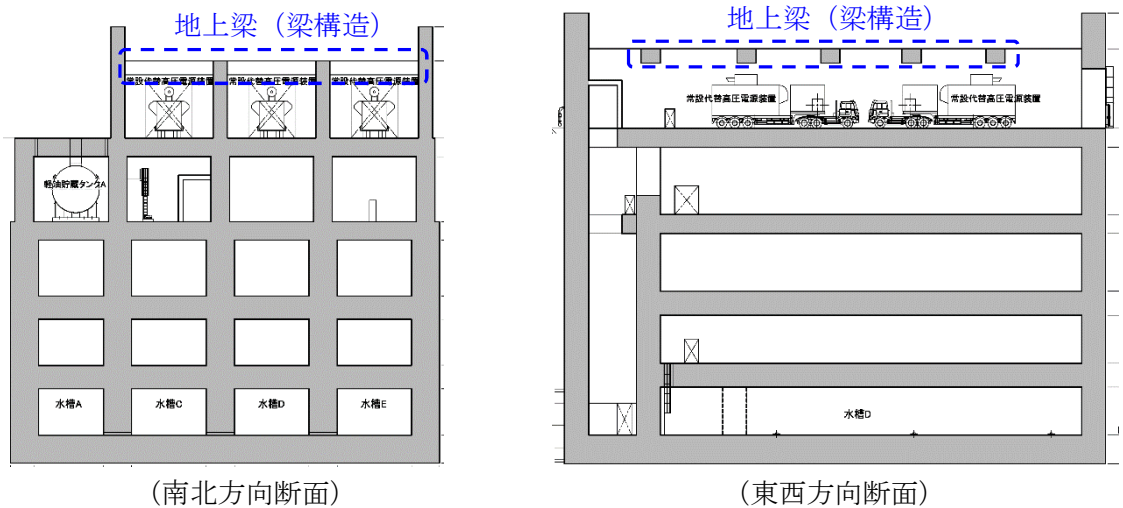 地上梁（梁構造）
地上梁（梁構造）
常設代替高圧電源装置
常設代替高圧電源装置
常設代替高圧電源装置
常設代替高圧電源装置
常設代替高圧電源装置
軽油貯蔵タンクA
水槽A
水槽C
水槽D
水槽E
水槽D
（南北方向断面）
（東西方向断面）